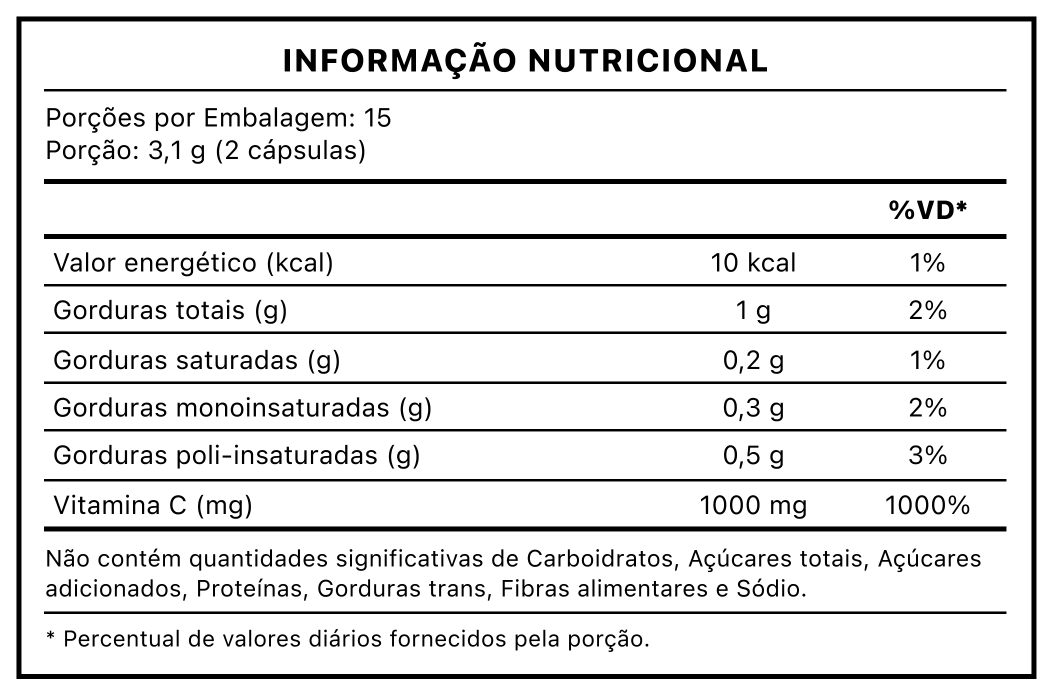 INFORMAÇÃO NUTRICIONAL
Porções por Embalagem: 15
Porção: 3,1 g (2 cápsulas)
%VD*
Valor energético (kcal) 10 kcal 1%
Gorduras totais (g) 1 g 2%
Gorduras saturadas (g) 0,2 g 1%
Gorduras monoinsaturadas (g) 0,3 g 2%
Gorduras poli-insaturadas (g) 0,5 g 3%
Vitamina C (mg) 1000 mg 1000%
Não contém quantidades significativas de Carboidratos, Açúcares totais, Açúcares
adicionados, Proteínas, Gorduras trans, Fibras alimentares e Sódio.
* Percentual de valores diários fornecidos pela porção.